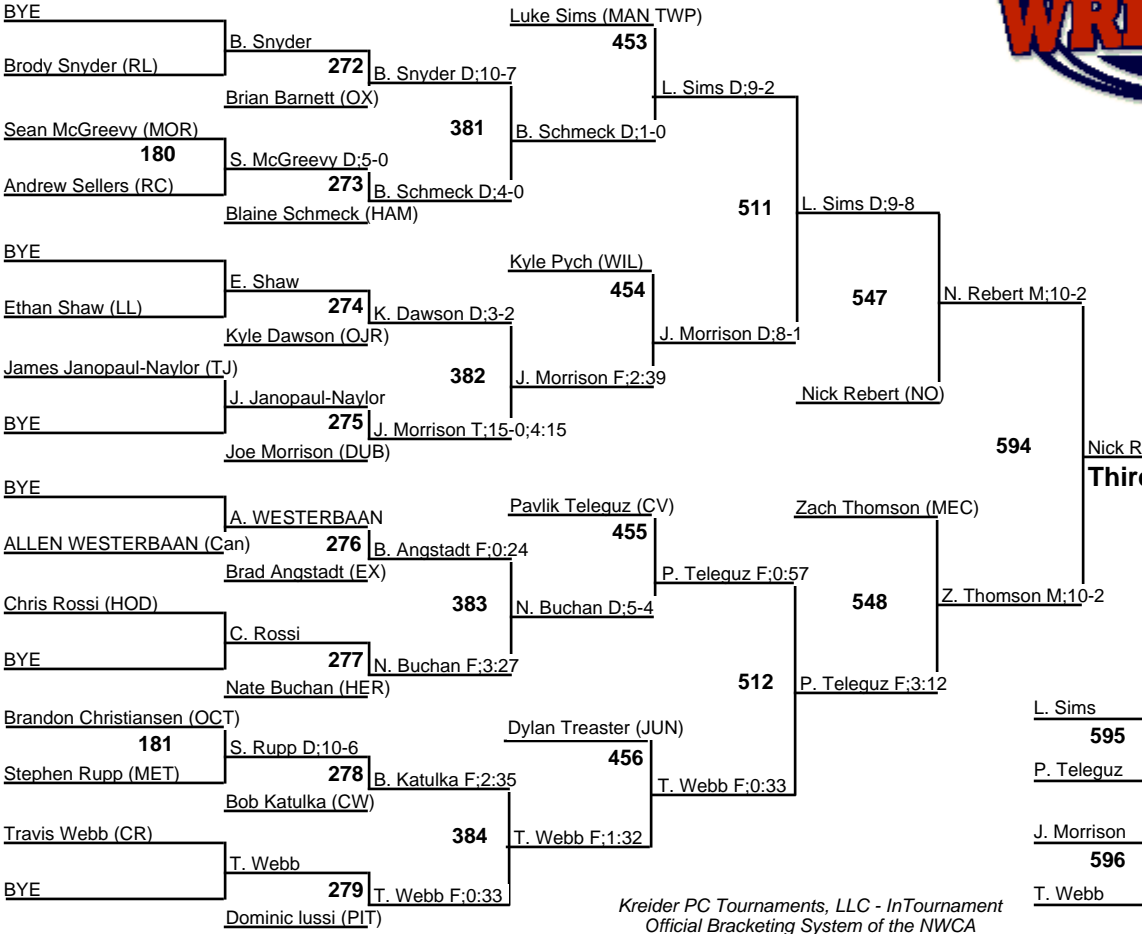 BYE
Brody Snyder (RL)
Sean McGreevy (MOR)
180
Andrew Sellers (RC)
BYE
Ethan Shaw (LL)
James Janopaul-Naylor (TJ)
BYE
BYE
ALLEN WESTERBAAN (Can)
Chris Rossi (HOD)
BYE
Brandon Christiansen (OCT)
181
Stephen Rupp (MET)
Travis Webb (CR)
BYE
B. Snyder
272
Brian Barnett (OX)
S. McGreevy D;5-0
273
Blaine Schmeck (HAM)
E. Shaw
274
Kyle Dawson (OJR)
J. Janopaul-Naylor
275
Joe Morrison (DUB)
A. WESTERBAAN
276
Brad Angstadt (EX)
C. Rossi
277
Nate Buchan (HER)
S. Rupp D;10-6
278
Bob Katulka (CW)
T. Webb
279
Dominic Iussi (PIT)
B. Snyder D;10-7
381
B. Schmeck D;4-0
K. Dawson D;3-2
382
J. Morrison T;15-0;4:15
B. Angstadt F;0:24
383
N. Buchan F;3:27
B. Katulka F;2:35
384
T. Webb F;0:33
Luke Sims (MAN TWP)
453
B. Schmeck D;1-0
Kyle Pych (WIL)
454
J. Morrison F;2:39
Pavlik Teleguz (CV)
455
N. Buchan D;5-4
Dylan Treaster (JUN)
456
T. Webb F;1:32
L. Sims D;9-2
511
J. Morrison D;8-1
P. Teleguz F;0:57
512
T. Webb F;0:33
L. Sims D;9-8
547
Nick Rebert (NO)
Zach Thomson (MEC)
548
P. Teleguz F;3:12
N. Rebert M;10-2
594
Z. Thomson M;10-2
Nick R
L. Sims
595
P. Teleguz
J. Morrison
596
T. Webb
Kreider PC Tournaments, LLC - InTournament
Official Bracketing System of the NWCA